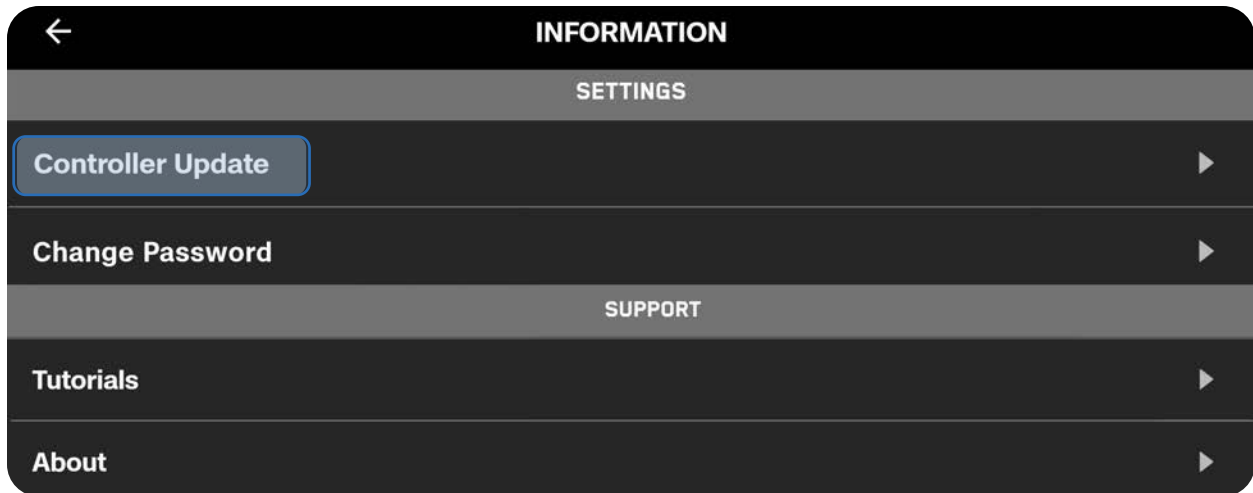 INFORMATION
SETTINGS
Controller Update
Change Password
SUPPORT
Tutorials
About